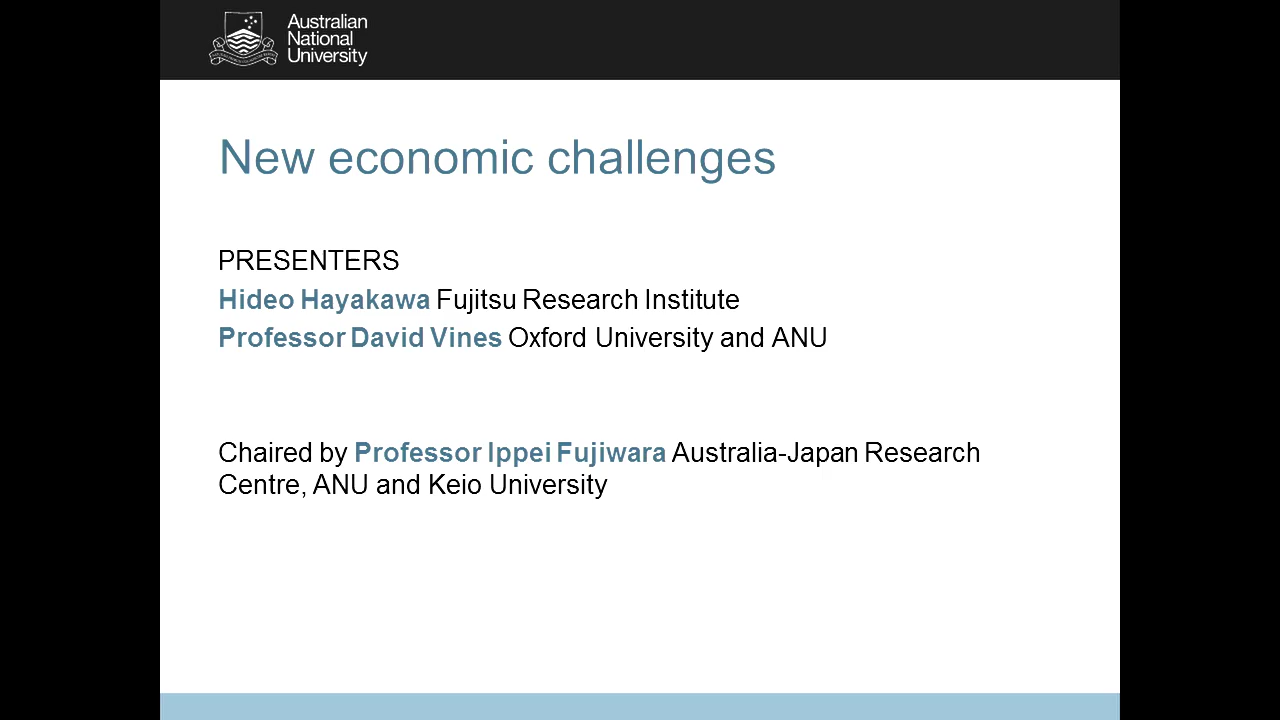 Australian
National
University
New economic challenges
PRESENTERS
Hideo Hayakawa Fujitsu Research Institute
Professor David Vines Oxford University and ANU
Chaired by Professor Ippei Fujiwara Australia-Japan Research
Centre, ANU and Keio University